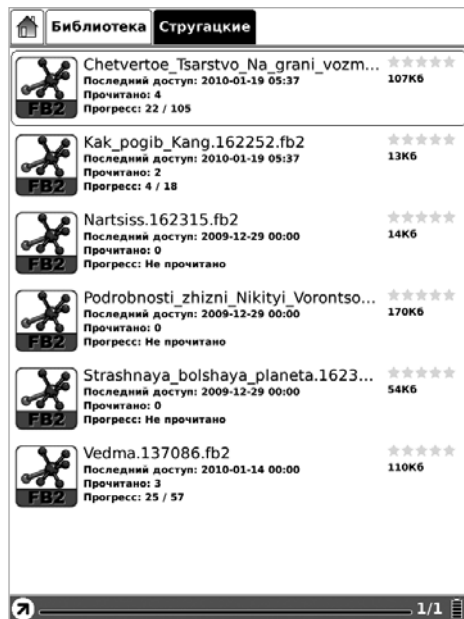 Библиотека Стругацкие
Chetvertoe_Tsarstvo_Na_grani_vozm...
Последний доступ: 2010-01-19 05:37
107Кб
Прочитано: 4
Прогресс: 22 / 105
FB2
Kak_pogib_Kang.162252.fb2
Последний доступ: 2010-01-19 05:37
13Кб
Прочитано: 2
Прогресс: 4 / 18
FB2
Nartsiss.162315.fb2
Последний доступ: 2009-12-29 00:00
14Кб
Прочитано: 0
Прогресс: Не прочитано
FB2
Podrobnosti_zhizni_Nikityi_Vorontso...
Последний доступ: 2009-12-29 00:00
170Кб
Прочитано: 0
Прогресс: Не прочитано
FB2
Strashnaya_bolshaya_planeta.1623...
Последний доступ: 2009-12-29 00:00
54Кб
Прочитано: 0
Прогресс: Не прочитано
FB2
Vedma.137086.fb2
Последний доступ: 2010-01-14 00:00
110Кб
Прочитано: 3
Прогресс: 25 / 57
FB2
1/1